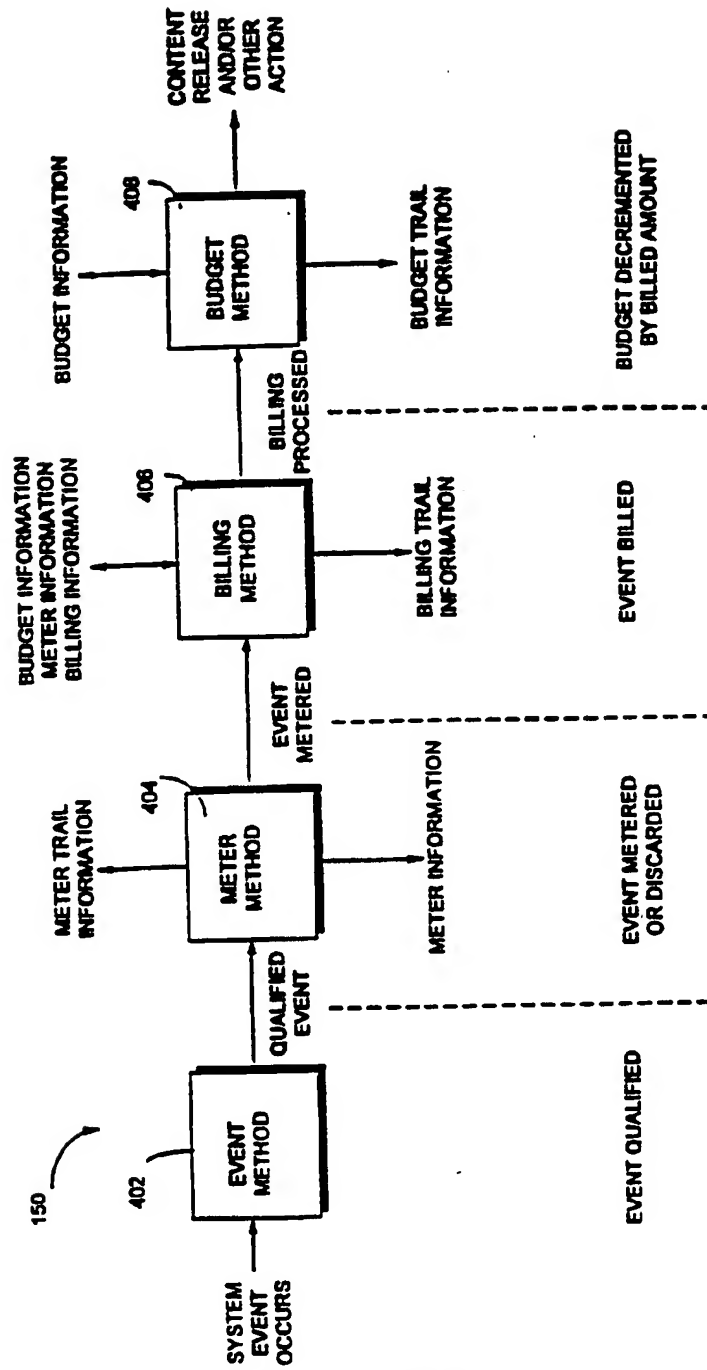 150
SYSTEM
EVENT
OCCURS
402
EVENT
METHOD
QUALIFIED
EVENT
EVENT QUALIFIED
METER TRAIL
INFORMATION
404
METER
METHOD
EVENT
METERED
METER INFORMATION
EVENT METERED
OR DISCARDED
BUDGET INFORMATION
METER INFORMATION
BILLING INFORMATION
406
BILLING
METHOD
BILLING
PROCESSED
BILLING TRAIL
INFORMATION
EVENT BILLED
BUDGET INFORMATION
408
BUDGET
METHOD
CONTENT
RELEASE
AND/OR
OTHER
ACTION
BUDGET TRAIL
INFORMATION
BUDGET DECREMENTED
BY BILLED AMOUNT